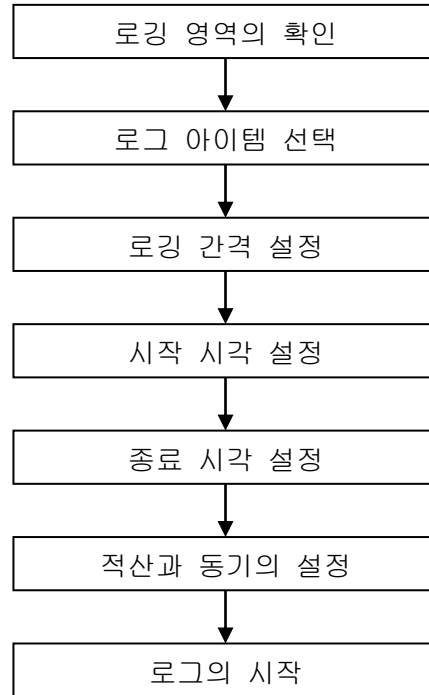 로깅 영역의 확인
로그 아이템 선택
로깅 간격 설정
시작 시각 설정
종료 시각 설정
적산과 동기의 설정
로그의 시작